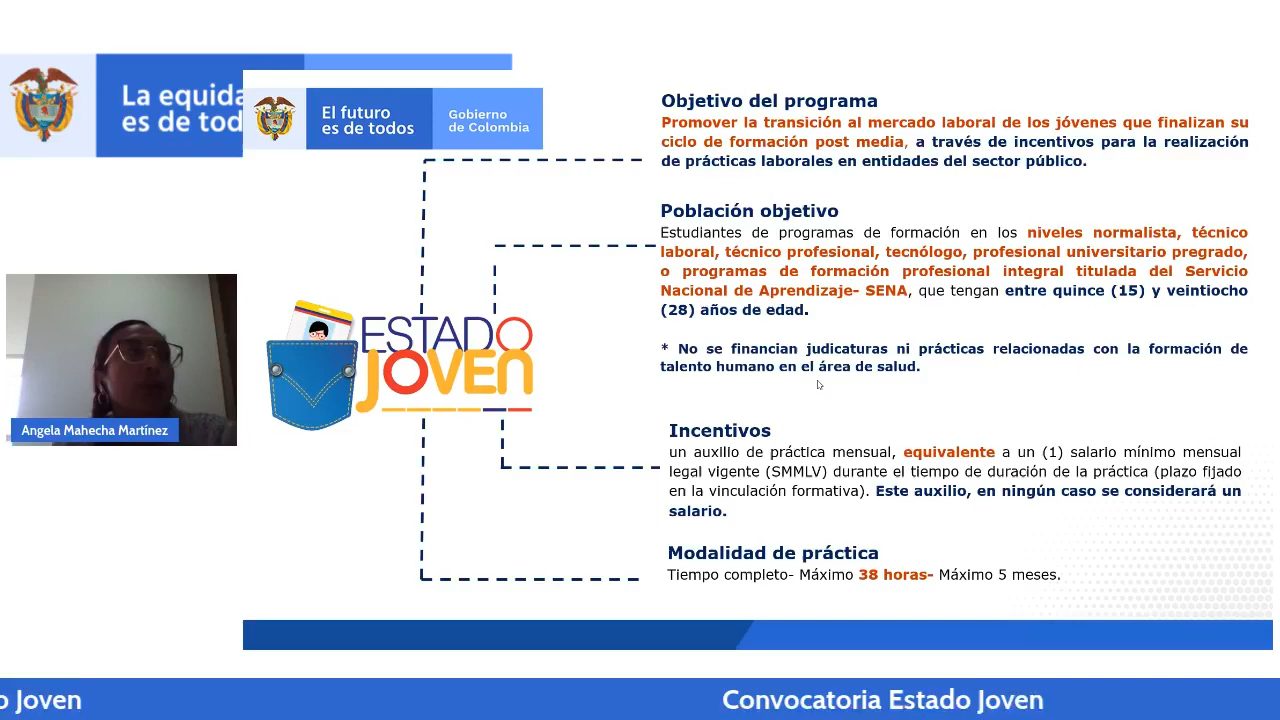 La equida
es de tod
El futuro
es de todos
Gobierno
de Colombia
Objetivo del programa
Promover la transición al mercado laboral de los jóvenes que finalizan su
ciclo de formación post media, a través de incentivos para la realización
de prácticas laborales en entidades del sector público.
Población objetivo
Estudiantes de programas de formación en los niveles normalista, técnico
laboral, técnico profesional, tecnólogo, profesional universitario pregrado,
o programas de formación profesional integral titulada del Servicio
Nacional de Aprendizaje- SENA, que tengan entre quince (15) y veintiocho
(28) años de edad.
* No se financian judicaturas ni prácticas relacionadas con la formación de
talento humano en el área de salud.
ESTADO
JOVEN
Angela Mahecha Martínez
Incentivos
un auxilio de práctica mensual, equivalente a un (1) salario mínimo mensual
legal vigente (SMMLV) durante el tiempo de duración de la práctica (plazo fijado
en la vinculación formativa). Este auxilio, en ningún caso se considerará un
salario.
Modalidad de práctica
Tiempo completo- Máximo 38 horas- Máximo 5 meses.
o Joven
Convocatoria Estado Joven